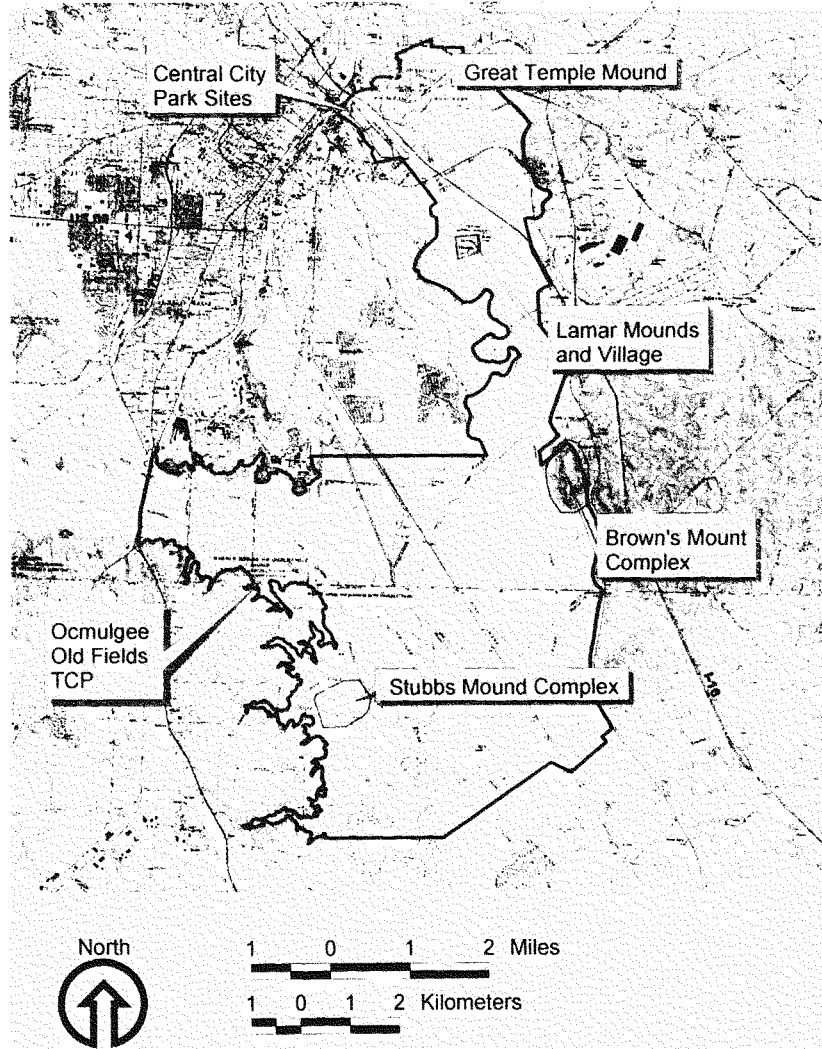 Central City
Park Sites
Great Temple Mound
Lamar Mounds
and Village
Brown's Mount
Complex
Ocmulgee
Old Fields
TCP
Stubbs Mound Complex
I-16
North
1 0 1 2 Miles
1 0 1 2 Kilometers